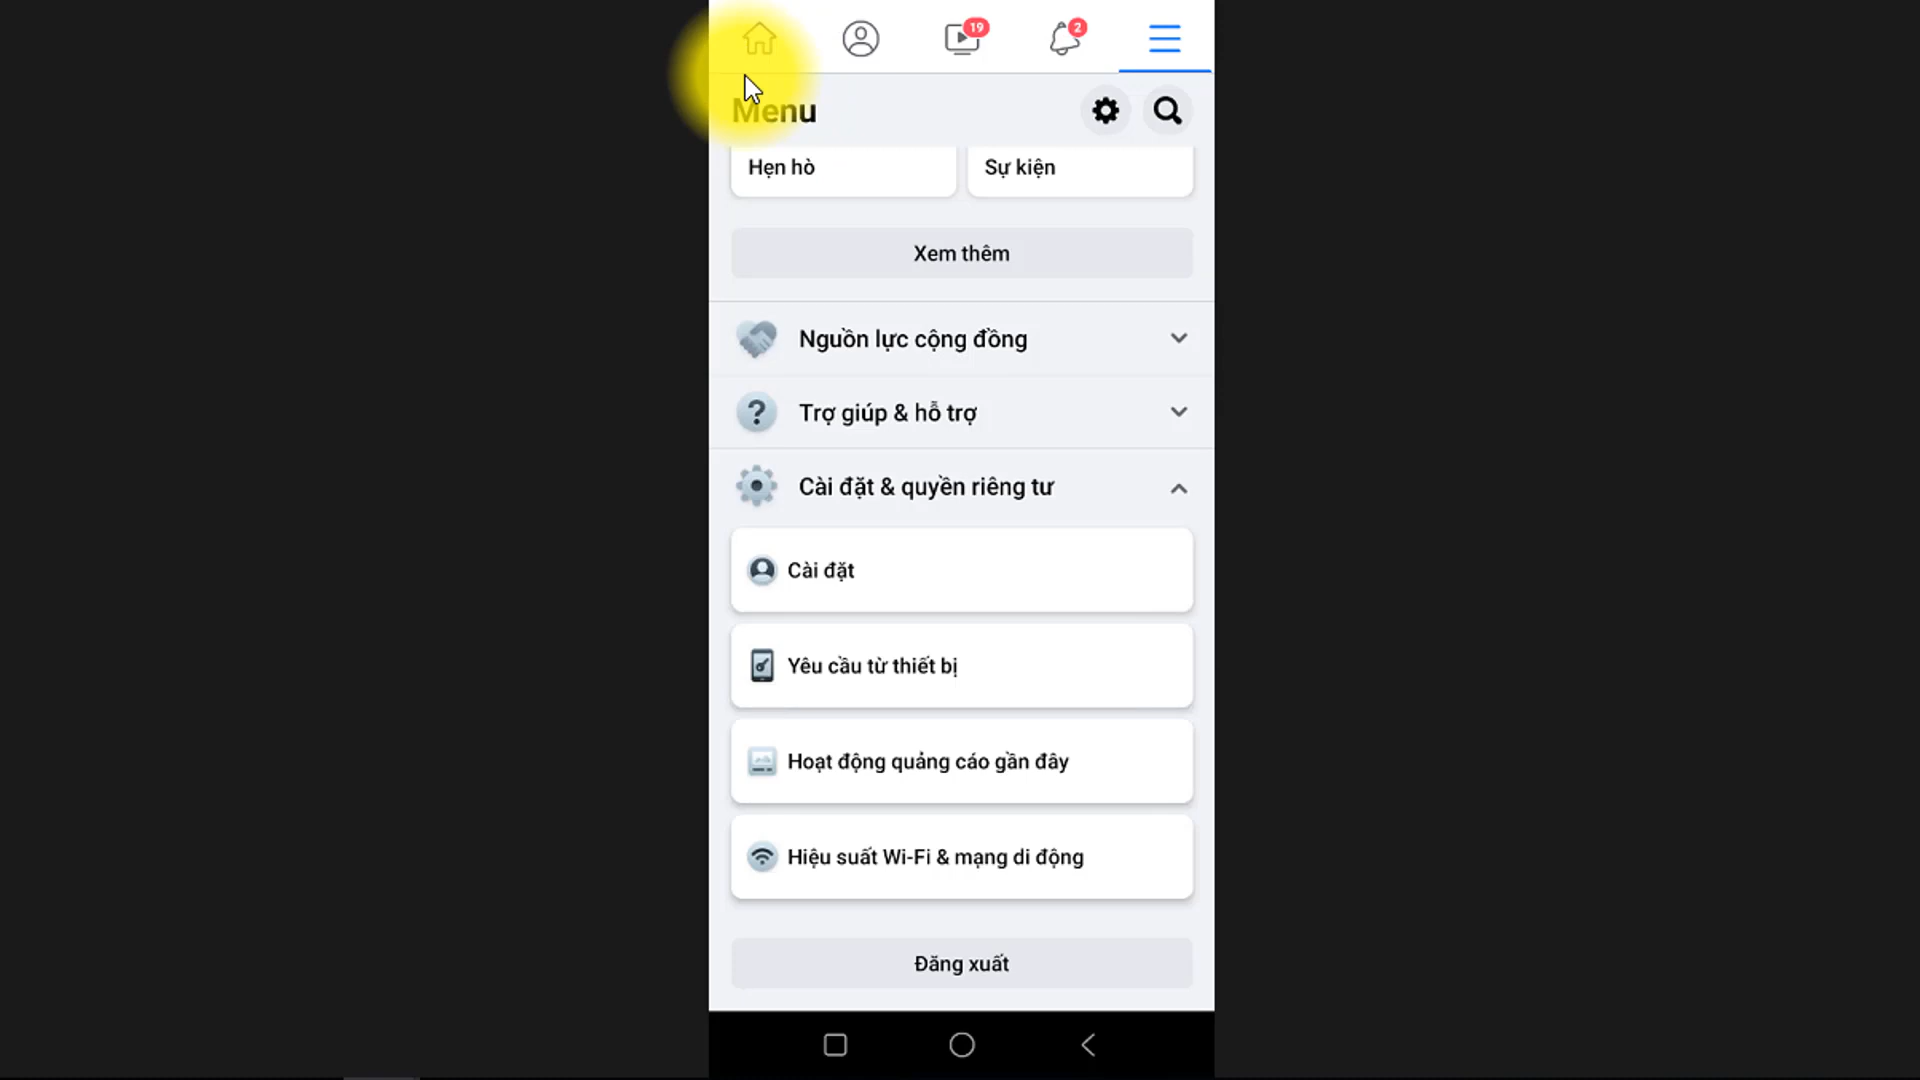 19
2
Menu
Hẹn hò
Sự kiện
Xem thêm
Nguồn lực cộng đồng
Trợ giúp & hỗ trợ
Cài đặt & quyền riêng tư
Cài đặt
Yêu cầu từ thiết bị
Hoạt động quảng cáo gần đây
Hiệu suất Wi-Fi & mạng di động
Đăng xuất